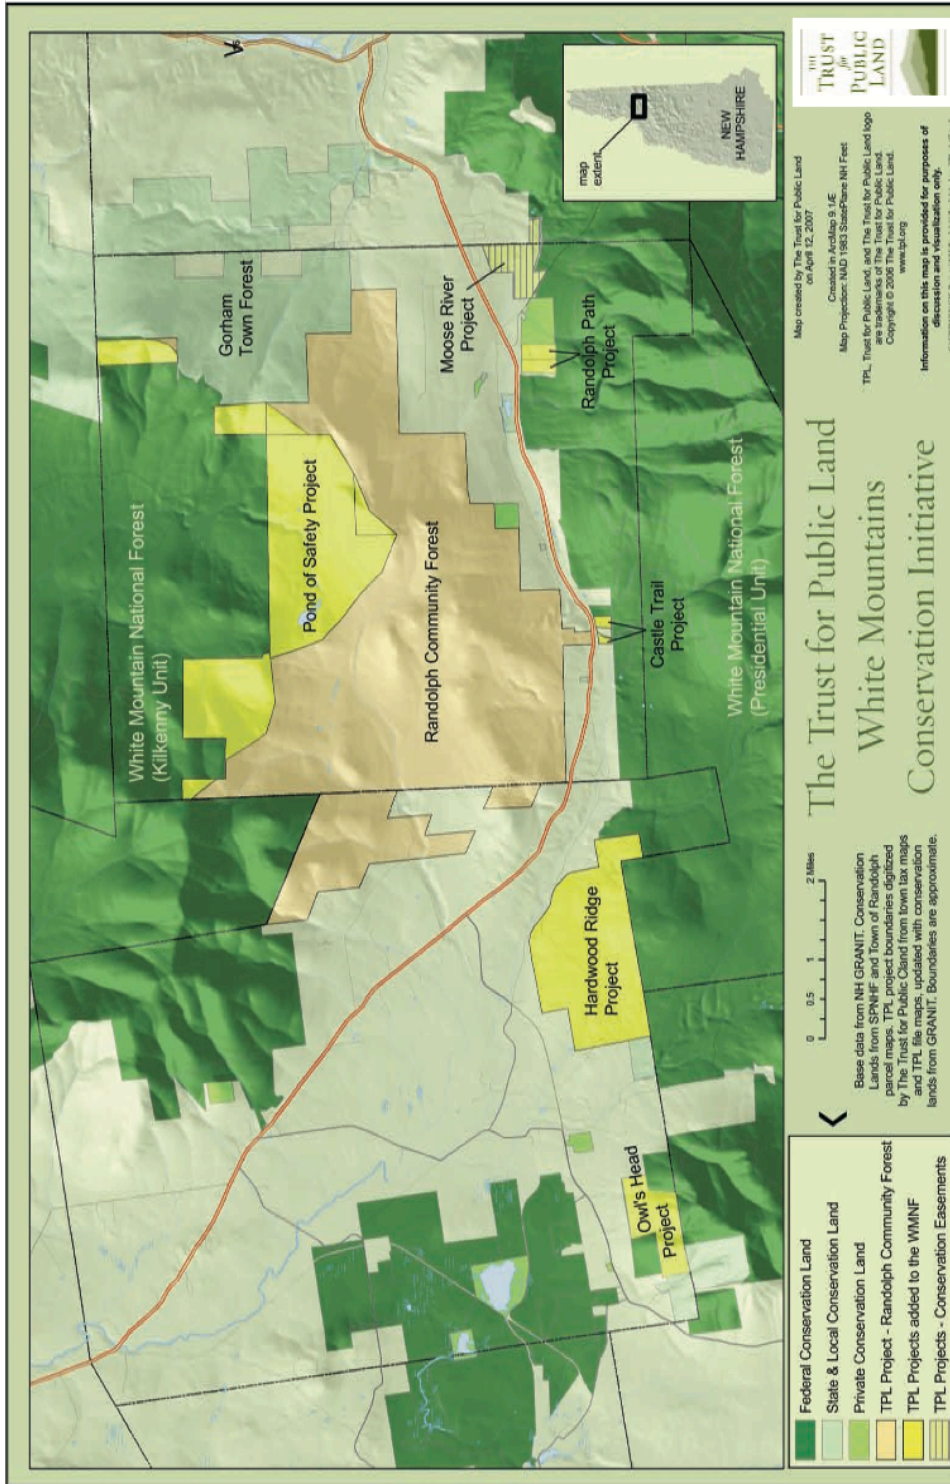 White Mountain National Forest
(Kilkenny Unit)
Gorham
Town Forest
Pond of Safety Project
Randolph Community Forest
Moose River
Project
Randolph Path
Project
Castle Trail
Project
White Mountain National Forest
(Presidential Unit)
Hardwood Ridge
Project
Owl's Head
Project
map
extent
NEW
HAMPSHIRE
Federal Conservation Land
State & Local Conservation Land
Private Conservation Land
TPL Project - Randolph Community Forest
TPL Projects added to the WMNF
TPL Projects - Conservation Easements
0 0.5 1 2 Miles
Base data from NH GRANIT. Conservation
Lands from SPNHF and Town of Randolph
parcel maps. TPL project boundaries digitized
by The Trust for Public Cland from town tax maps
and TPL file maps, updated with conservation
lands from GRANIT. Boundaries are approximate.
The Trust for Public Land
White Mountains
Conservation Initiative
Map created by The Trust for Public Land
on April 12, 2007
Created in ArcMap 9.1/E
Map Projection: NAD 1983 StatePlane NH Feet
TPL, Trust for Public Land, and The Trust for Public Land logo
are trademarks of The Trust for Public Land.
Copyright © 2006 The Trust for Public Land.
www.tpl.org
Information on this map is provided for purposes of
discussion and visualization only.
THE
TRUST
for
PUBLIC
LAND